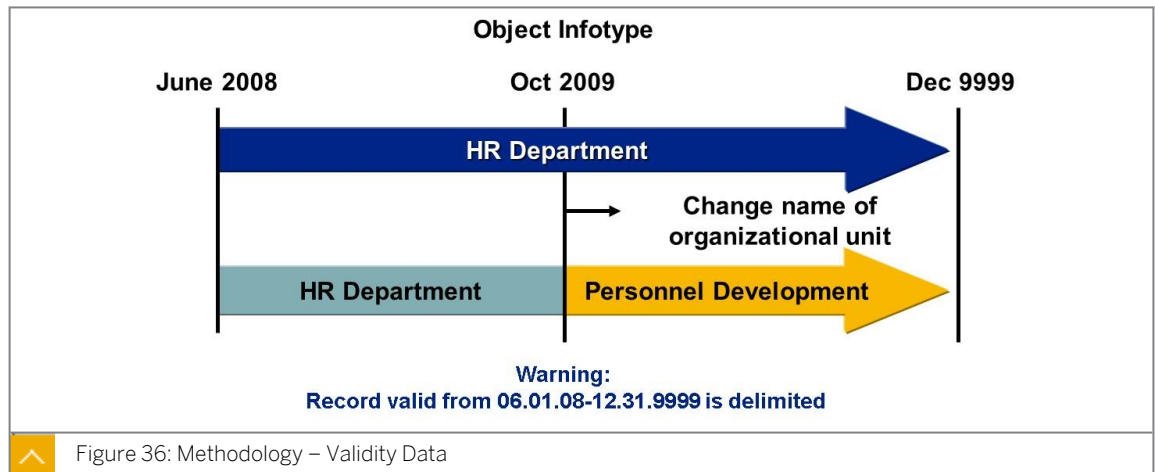 Object Infotype
June 2008 Oct 2009 Dec 9999
HR Department
Change name of
organizational unit
HR Department Personnel Development
Warning:
Record valid from 06.01.08-12.31.9999 is delimited
Figure 36: Methodology – Validity Data